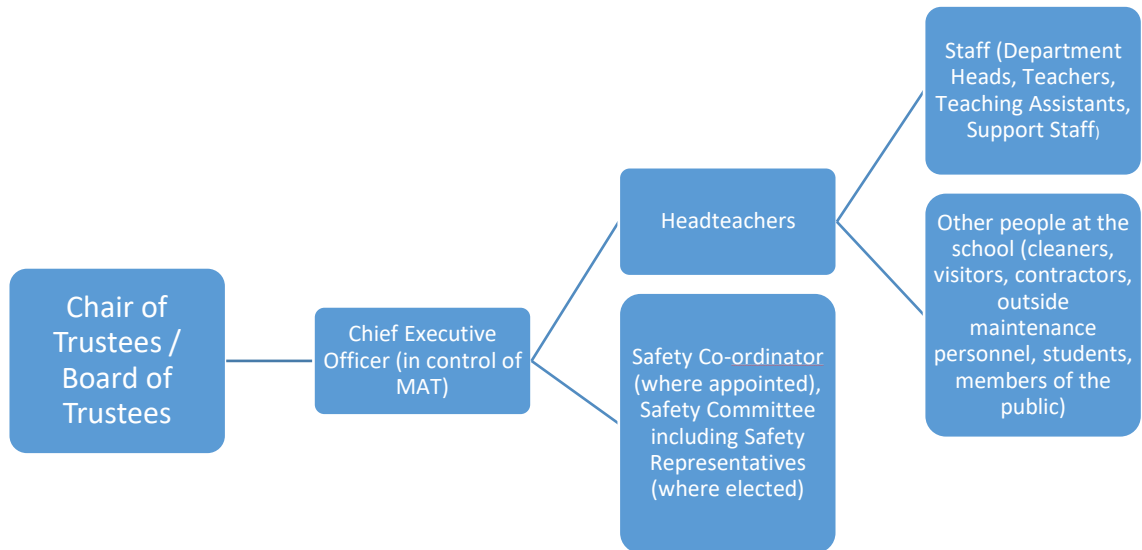 Chair of
Trustees /
Board of
Trustees
Chief Executive
Officer (in control of
MAT)
Headteachers
Safety Co-ordinator
(where appointed),
Safety Committee
including Safety
Representatives
(where elected)
Staff (Department
Heads, Teachers,
Teaching Assistants,
Support Staff)
Other people at the
school (cleaners,
visitors, contractors,
outside
maintenance
personnel, students,
members of the
public)